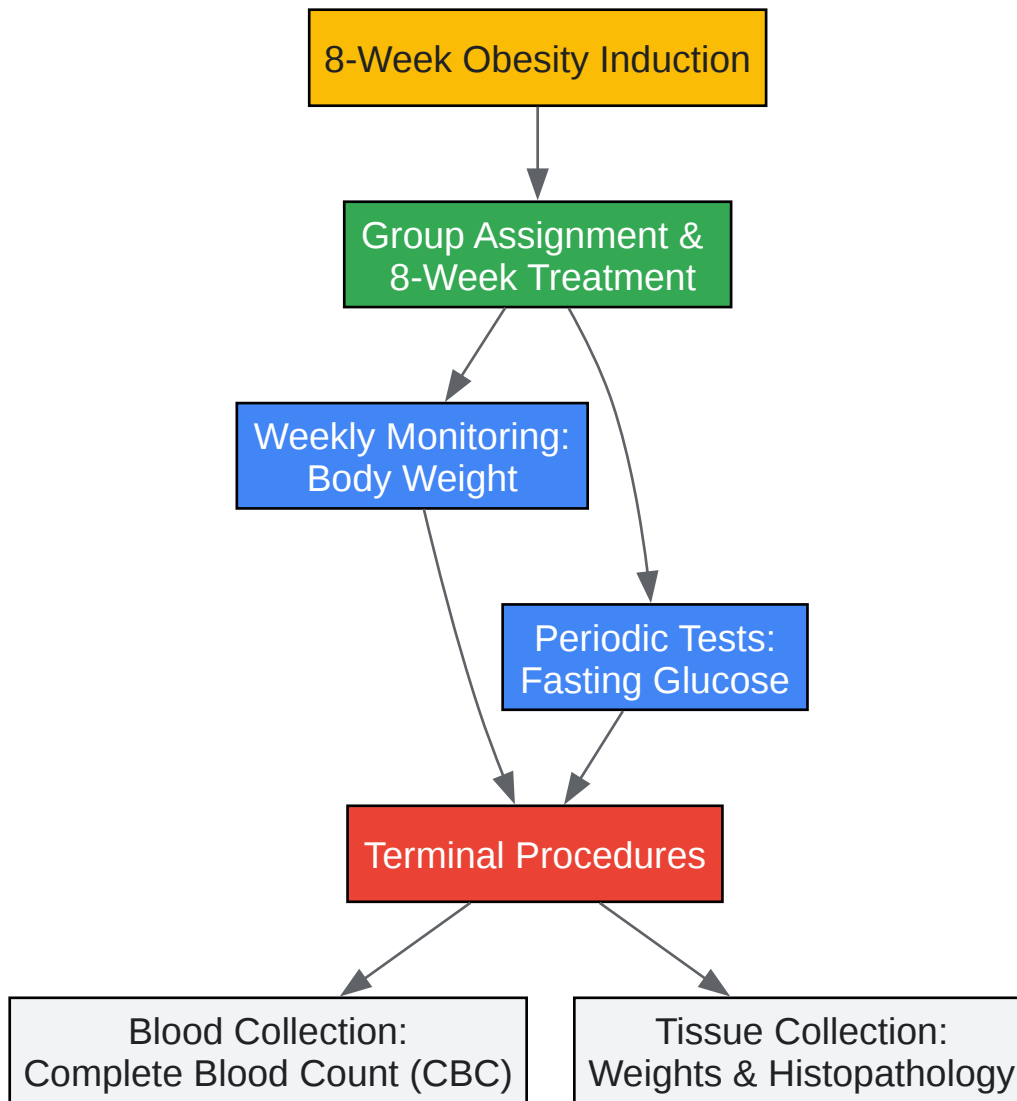 8-Week Obesity Induction
Group Assignment &
8-Week Treatment
Weekly Monitoring:
Body Weight
Periodic Tests:
Fasting Glucose
Terminal Procedures
Blood Collection:
Complete Blood Count (CBC)
Tissue Collection:
Weights & Histopathology